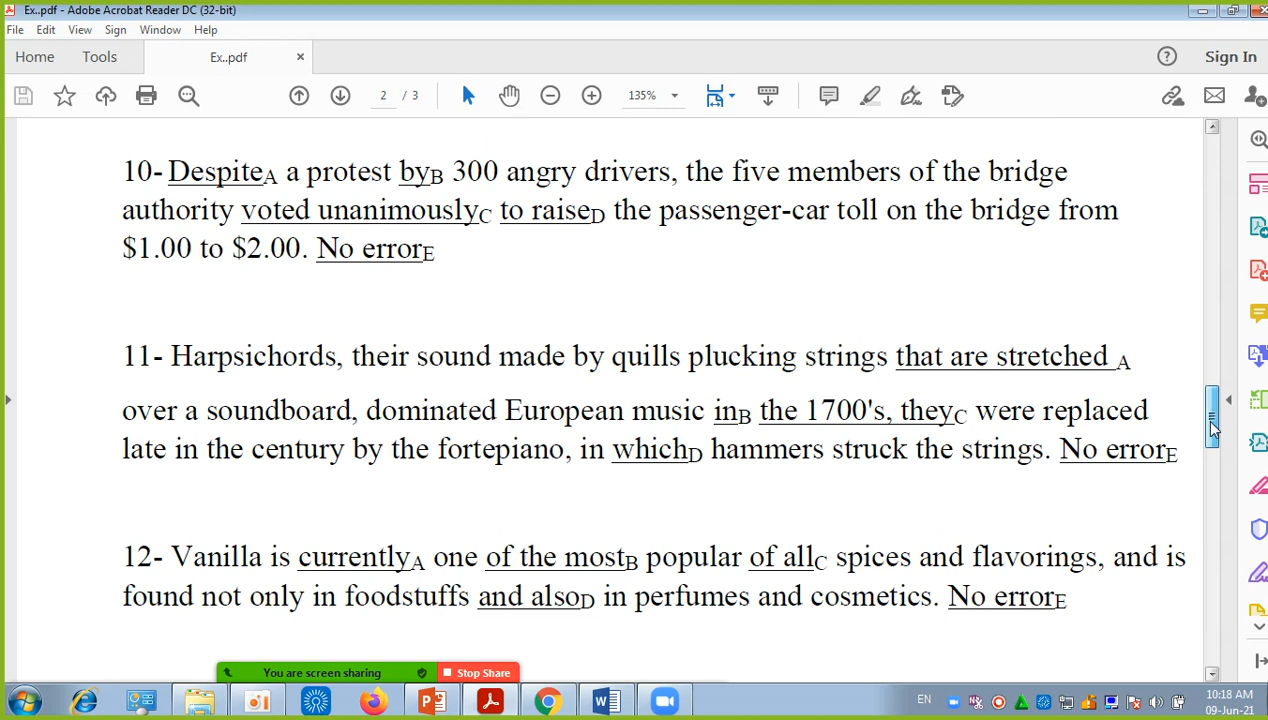 Ex..pdf - Adobe Acrobat Reader DC (32-bit)
File Edit View Sign Window Help
Home Tools Ex..pdf × Sign In
2 / 3 135%
10- DespiteA a protest byB 300 angry drivers, the five members of the bridge
authority voted unanimouslyC to raiseD the passenger-car toll on the bridge from
$1.00 to $2.00. No errorE
11- Harpsichords, their sound made by quills plucking strings that are stretched A
over a soundboard, dominated European music inB the 1700's, theyC were replaced
late in the century by the fortepiano, in whichD hammers struck the strings. No errorE
12- Vanilla is currentlyA one of the mostB popular of allC spices and flavorings, and is
found not only in foodstuffs and alsoD in perfumes and cosmetics. No errorE
You are screen sharing Stop Share
EN 10:18 AM
09-Jun-21